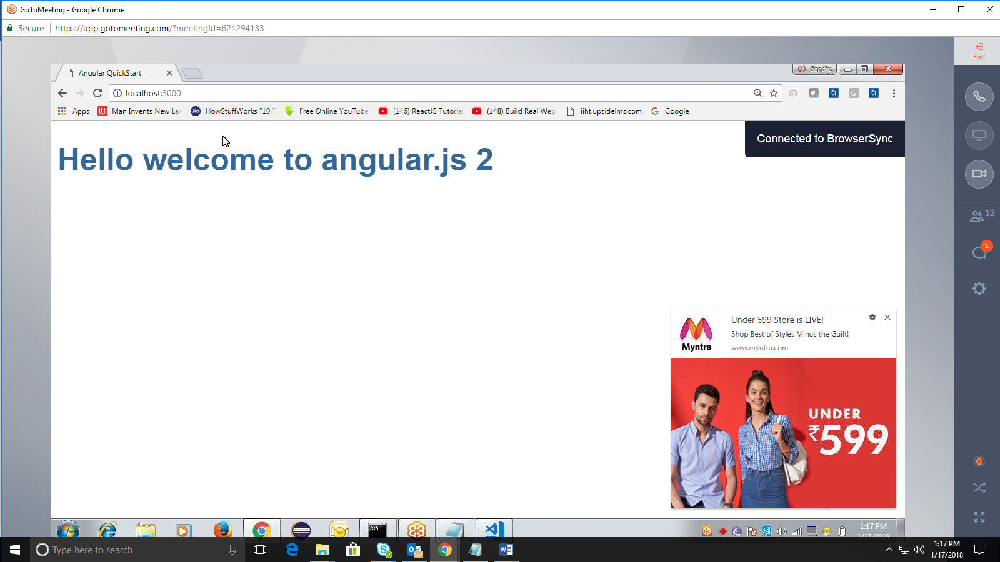 GoToMeeting - Google Chrome
Secure
https://app.gotomeeting.com/?meetingId=621294133
Exit
Angular QuickStart
Sandip
localhost:3000
Apps
Man Invents New Lan
HowStuffWorks "10 T
Free Online YouTube
(146) ReactJS Tutoria
(148) Build Real Web
iiht.upsidelms.com
Google
Connected to BrowserSync
Hello welcome to angular.js 2
12
1
Under 599 Store is LIVE!
Shop Best of Styles Minus the Guilt!
www.myntra.com
Myntra
UNDER
₹599
1:17 PM
1/17/2018
Type here to search
1:17 PM
1/17/2018